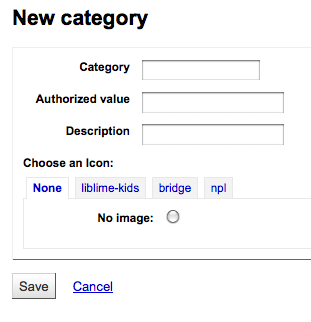 New category
Category
Authorized value
Description
Choose an Icon:
None liblime-kids bridge npl
No image:
Save Cancel